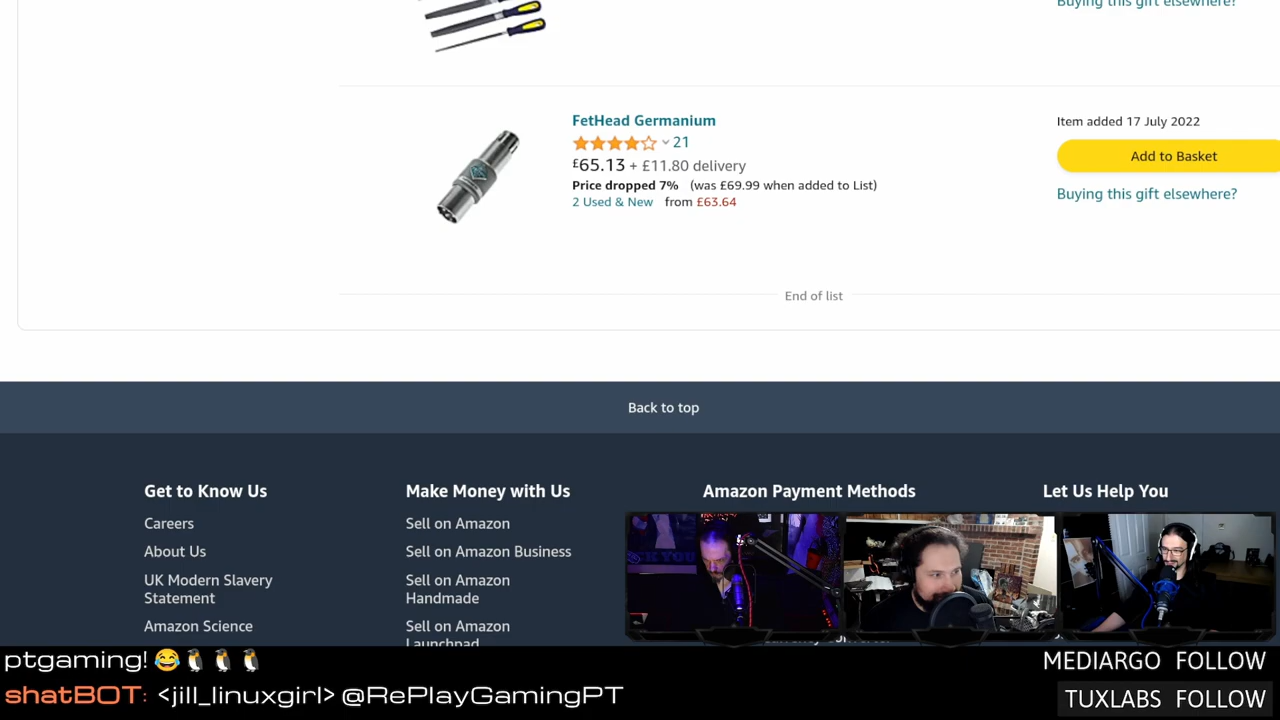 Buying this gift elsewhere?
FetHead Germanium
21
£65.13 + £11.80 delivery
Price dropped 7% (was £69.99 when added to List)
2 Used & New from £63.64
Item added 17 July 2022
Add to Basket
Buying this gift elsewhere?
End of list
Back to top
Get to Know Us
Careers
About Us
UK Modern Slavery
Statement
Amazon Science
Make Money with Us
Sell on Amazon
Sell on Amazon Business
Sell on Amazon
Handmade
Sell on Amazon
Launchpad
Amazon Payment Methods
Let Us Help You
ptgaming! 😂🐧🐧🐧
shatBOT: <jill_linuxgirl> @RePlayGamingPT
MEDIARGO FOLLOW
TUXLABS FOLLOW